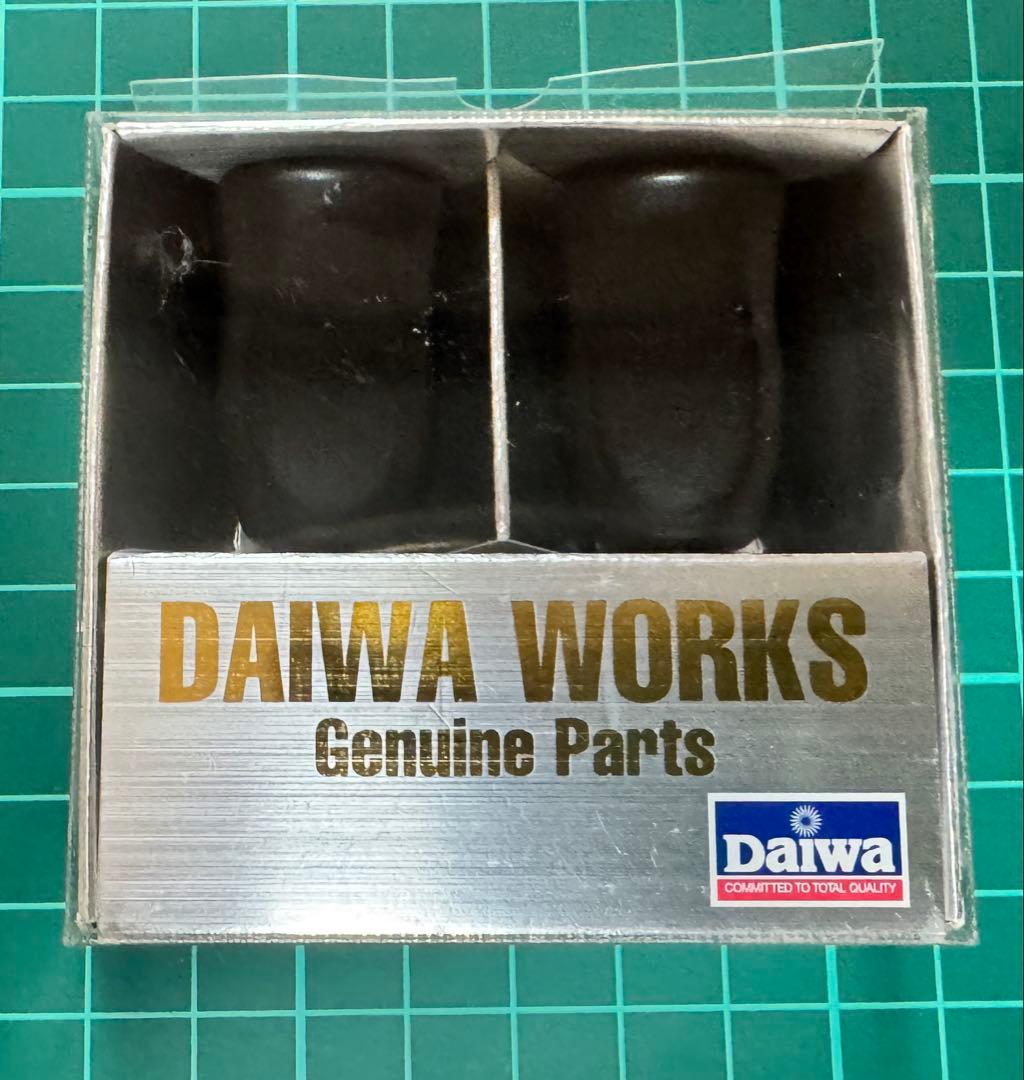 DAIWA WORKS
Genuine Parts
Daiwa
COMMITTED TO TOTAL QUALITY